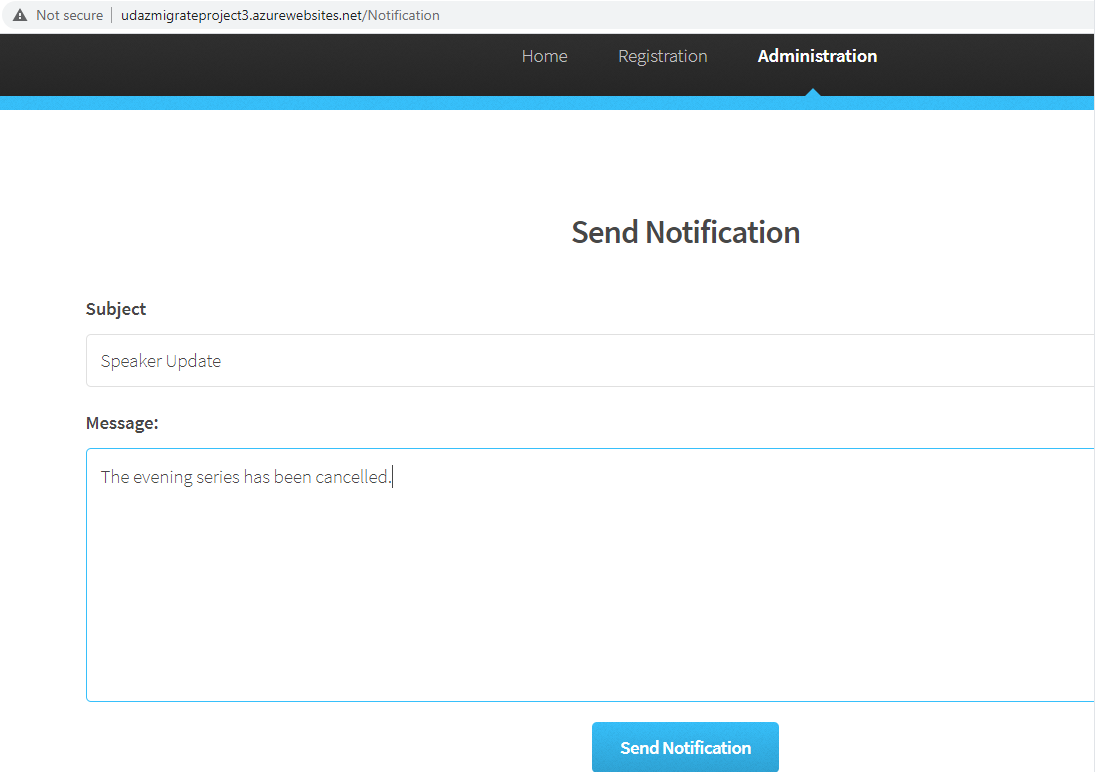 Not secure udazmigrateproject3.azurewebsites.net/Notification
Home Registration Administration
Send Notification
Subject
Speaker Update
Message:
The evening series has been cancelled.
Send Notification